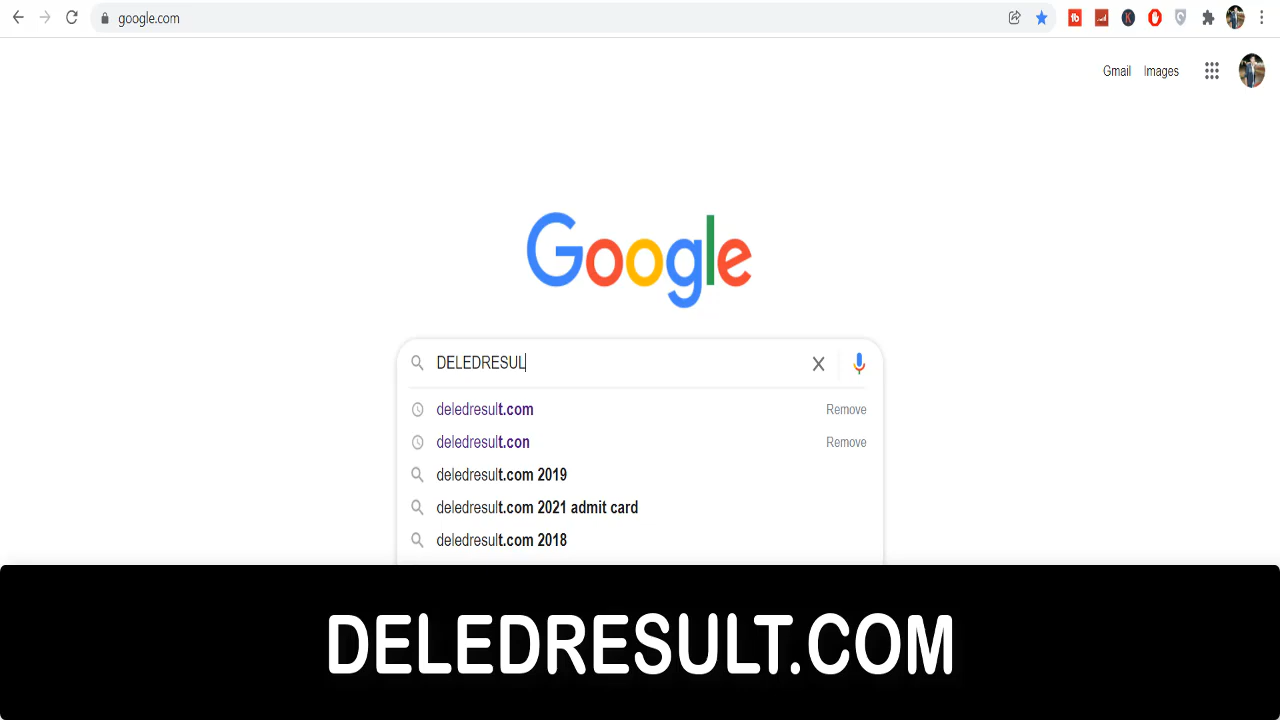 google.com
Gmail Images
Google
DELEDRESUL
deledresult.com Remove
deledresult.con Remove
deledresult.com 2019
deledresult.com 2021 admit card
deledresult.com 2018
DELEDRESULT.COM